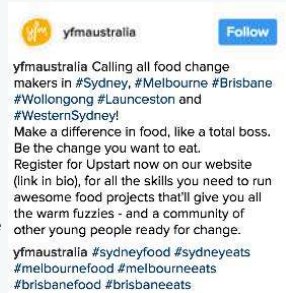 yfm yfmaustralia Follow
yfmaustralia Calling all food change
makers in #Sydney, #Melbourne #Brisbane
#Wollongong #Launceston and
#WesternSydney!
Make a difference in food, like a total boss.
Be the change you want to eat.
Register for Upstart now on our website
(link in bio), for all the skills you need to run
awesome food projects that'll give you all
the warm fuzzies - and a community of
other young people ready for change.
yfmaustralia #sydneyfood #sydneyeats
#melbournefood #melbourneeats
#brisbanefood #brisbaneeats